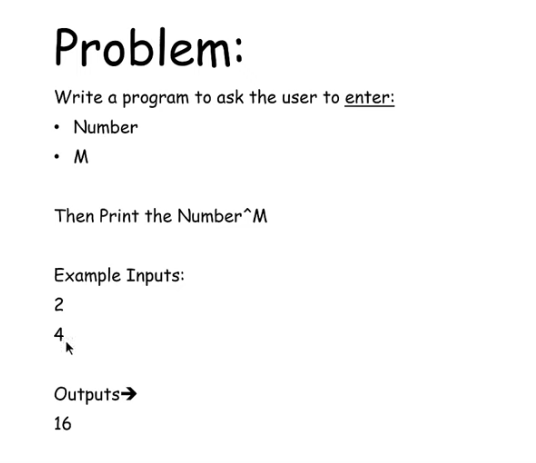 Problem:
Write a program to ask the user to enter:
• Number
• M
Then Print the Number^M
Example Inputs:
2
4
Outputs➔
16